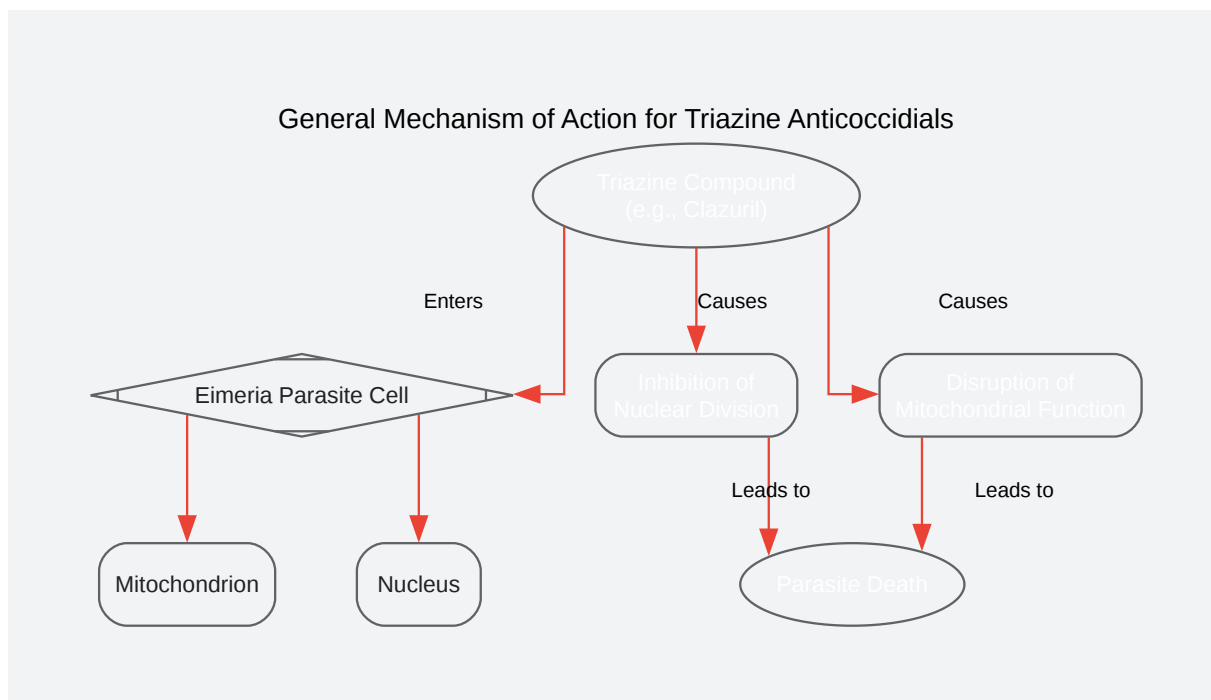 General Mechanism of Action for Triazine Anticoccidials
Triazine Compound
(e.g., Clazuril)
Enters
Causes
Causes
Eimeria Parasite Cell
Inhibition of
Nuclear Division
Disruption of
Mitochondrial Function
Leads to
Leads to
Mitochondrion
Nucleus
Parasite Death